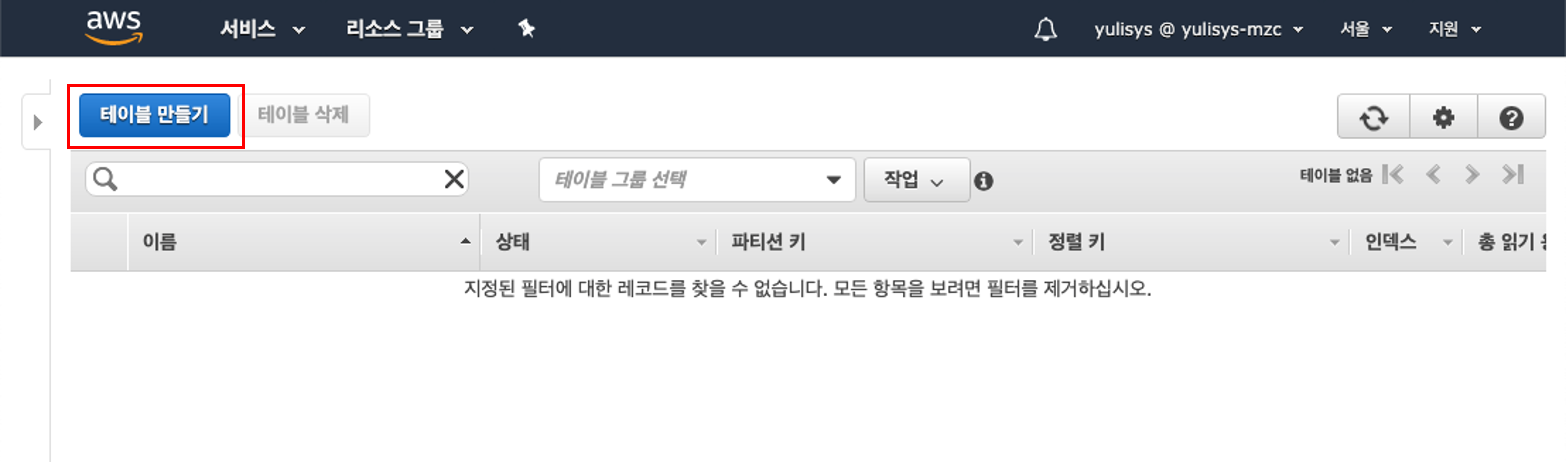 aws 서비스 리소스 그룹 yulisys @ yulisys-mzc 서울 지원
테이블 만들기 테이블 삭제
테이블 그룹 선택 작업 테이블 없음
이름 상태 파티션 키 정렬 키 인덱스 총 읽기
지정된 필터에 대한 레코드를 찾을 수 없습니다. 모든 항목을 보려면 필터를 제거하십시오.